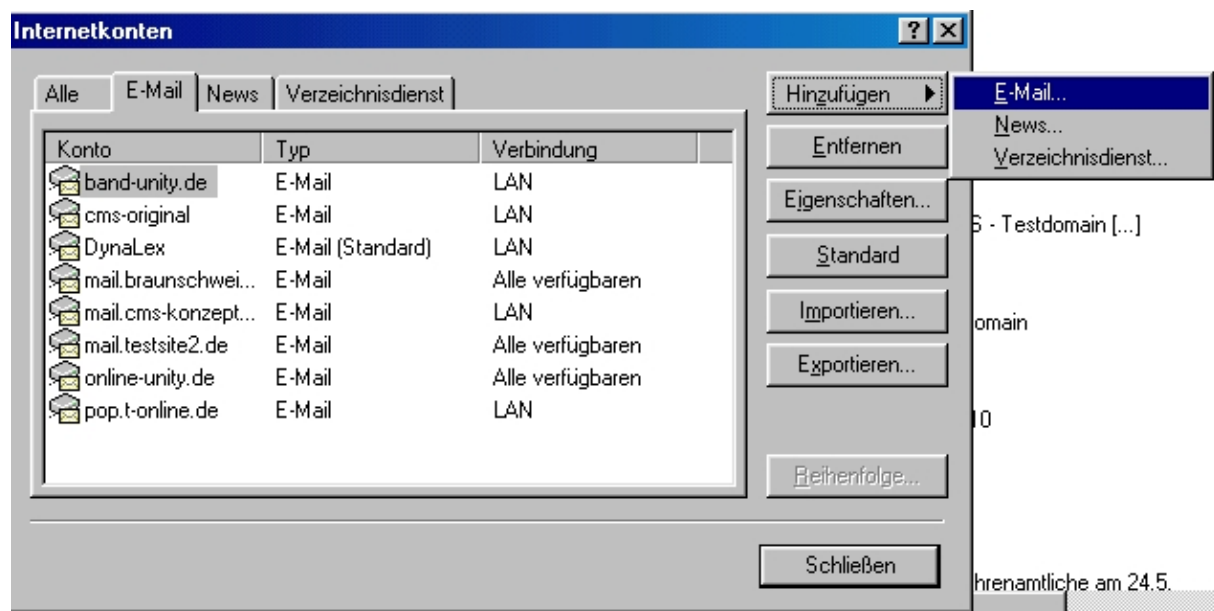 Internetkonten
Alle E-Mail News Verzeichnisdienst
Konto Typ Verbindung
band-unity.de E-Mail LAN
cms-original E-Mail LAN
DynaLex E-Mail (Standard) LAN
mail.braunschwei... E-Mail Alle verfügbaren
mail.cms-konzept... E-Mail LAN
mail.testsite2.de E-Mail Alle verfügbaren
online-unity.de E-Mail Alle verfügbaren
pop.t-online.de E-Mail LAN
Hinzufügen
Entfernen
Eigenschaften...
Standard
Importieren...
Exportieren...
Reihenfolge...
Schließen
E-Mail...
News...
Verzeichnisdienst...
S - Testdomain [...]
omain
10
hrenamtliche am 24.5.